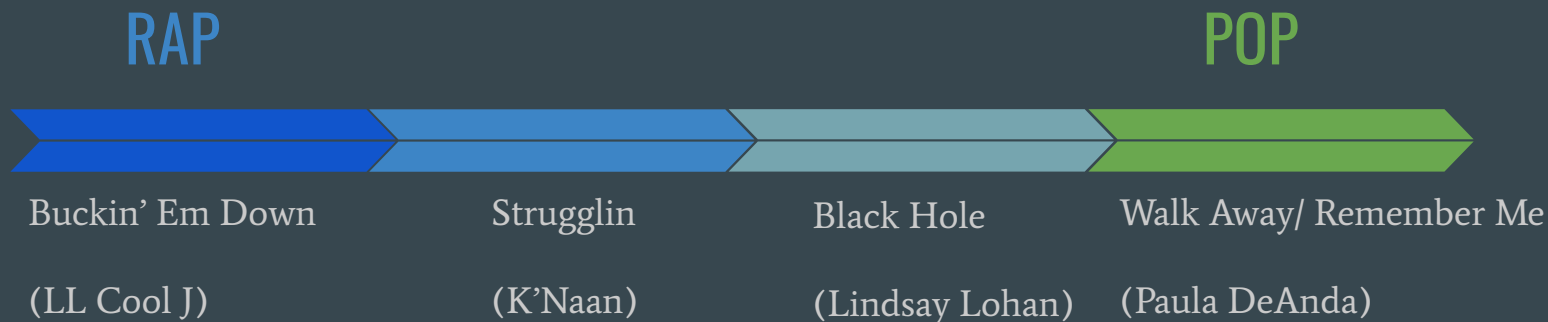 RAP
POP
Buckin’ Em Down
(LL Cool J)
Strugglin
(K’Naan)
Black Hole
(Lindsay Lohan)
Walk Away/ Remember Me
(Paula DeAnda)